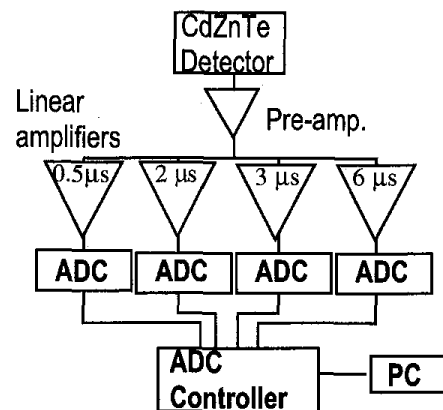 CdZnTe
Detector
Linear
amplifiers
Pre-amp.
0.5μs
2 μs
3 μs
6 μs
ADC
ADC
ADC
ADC
ADC
Controller
PC